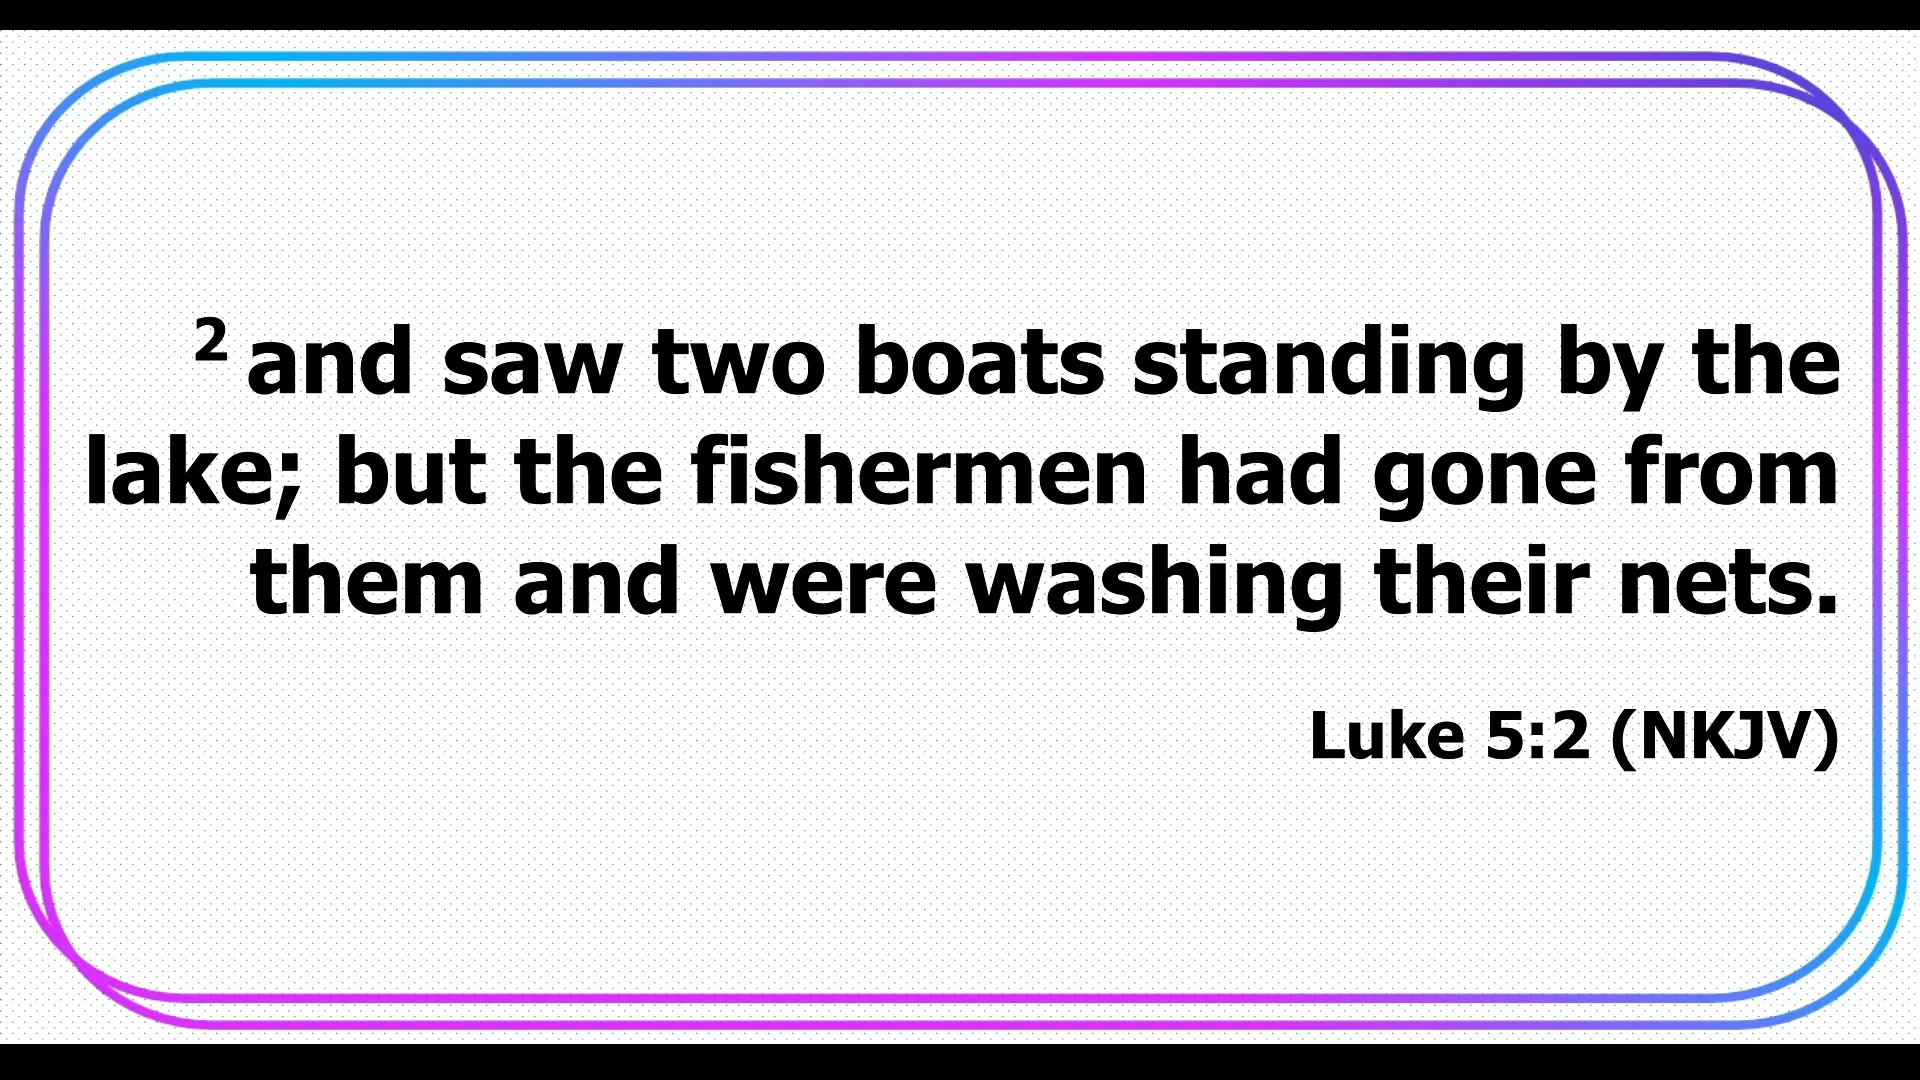 2 and saw two boats standing by the
lake; but the fishermen had gone from
them and were washing their nets.
Luke 5:2 (NKJV)